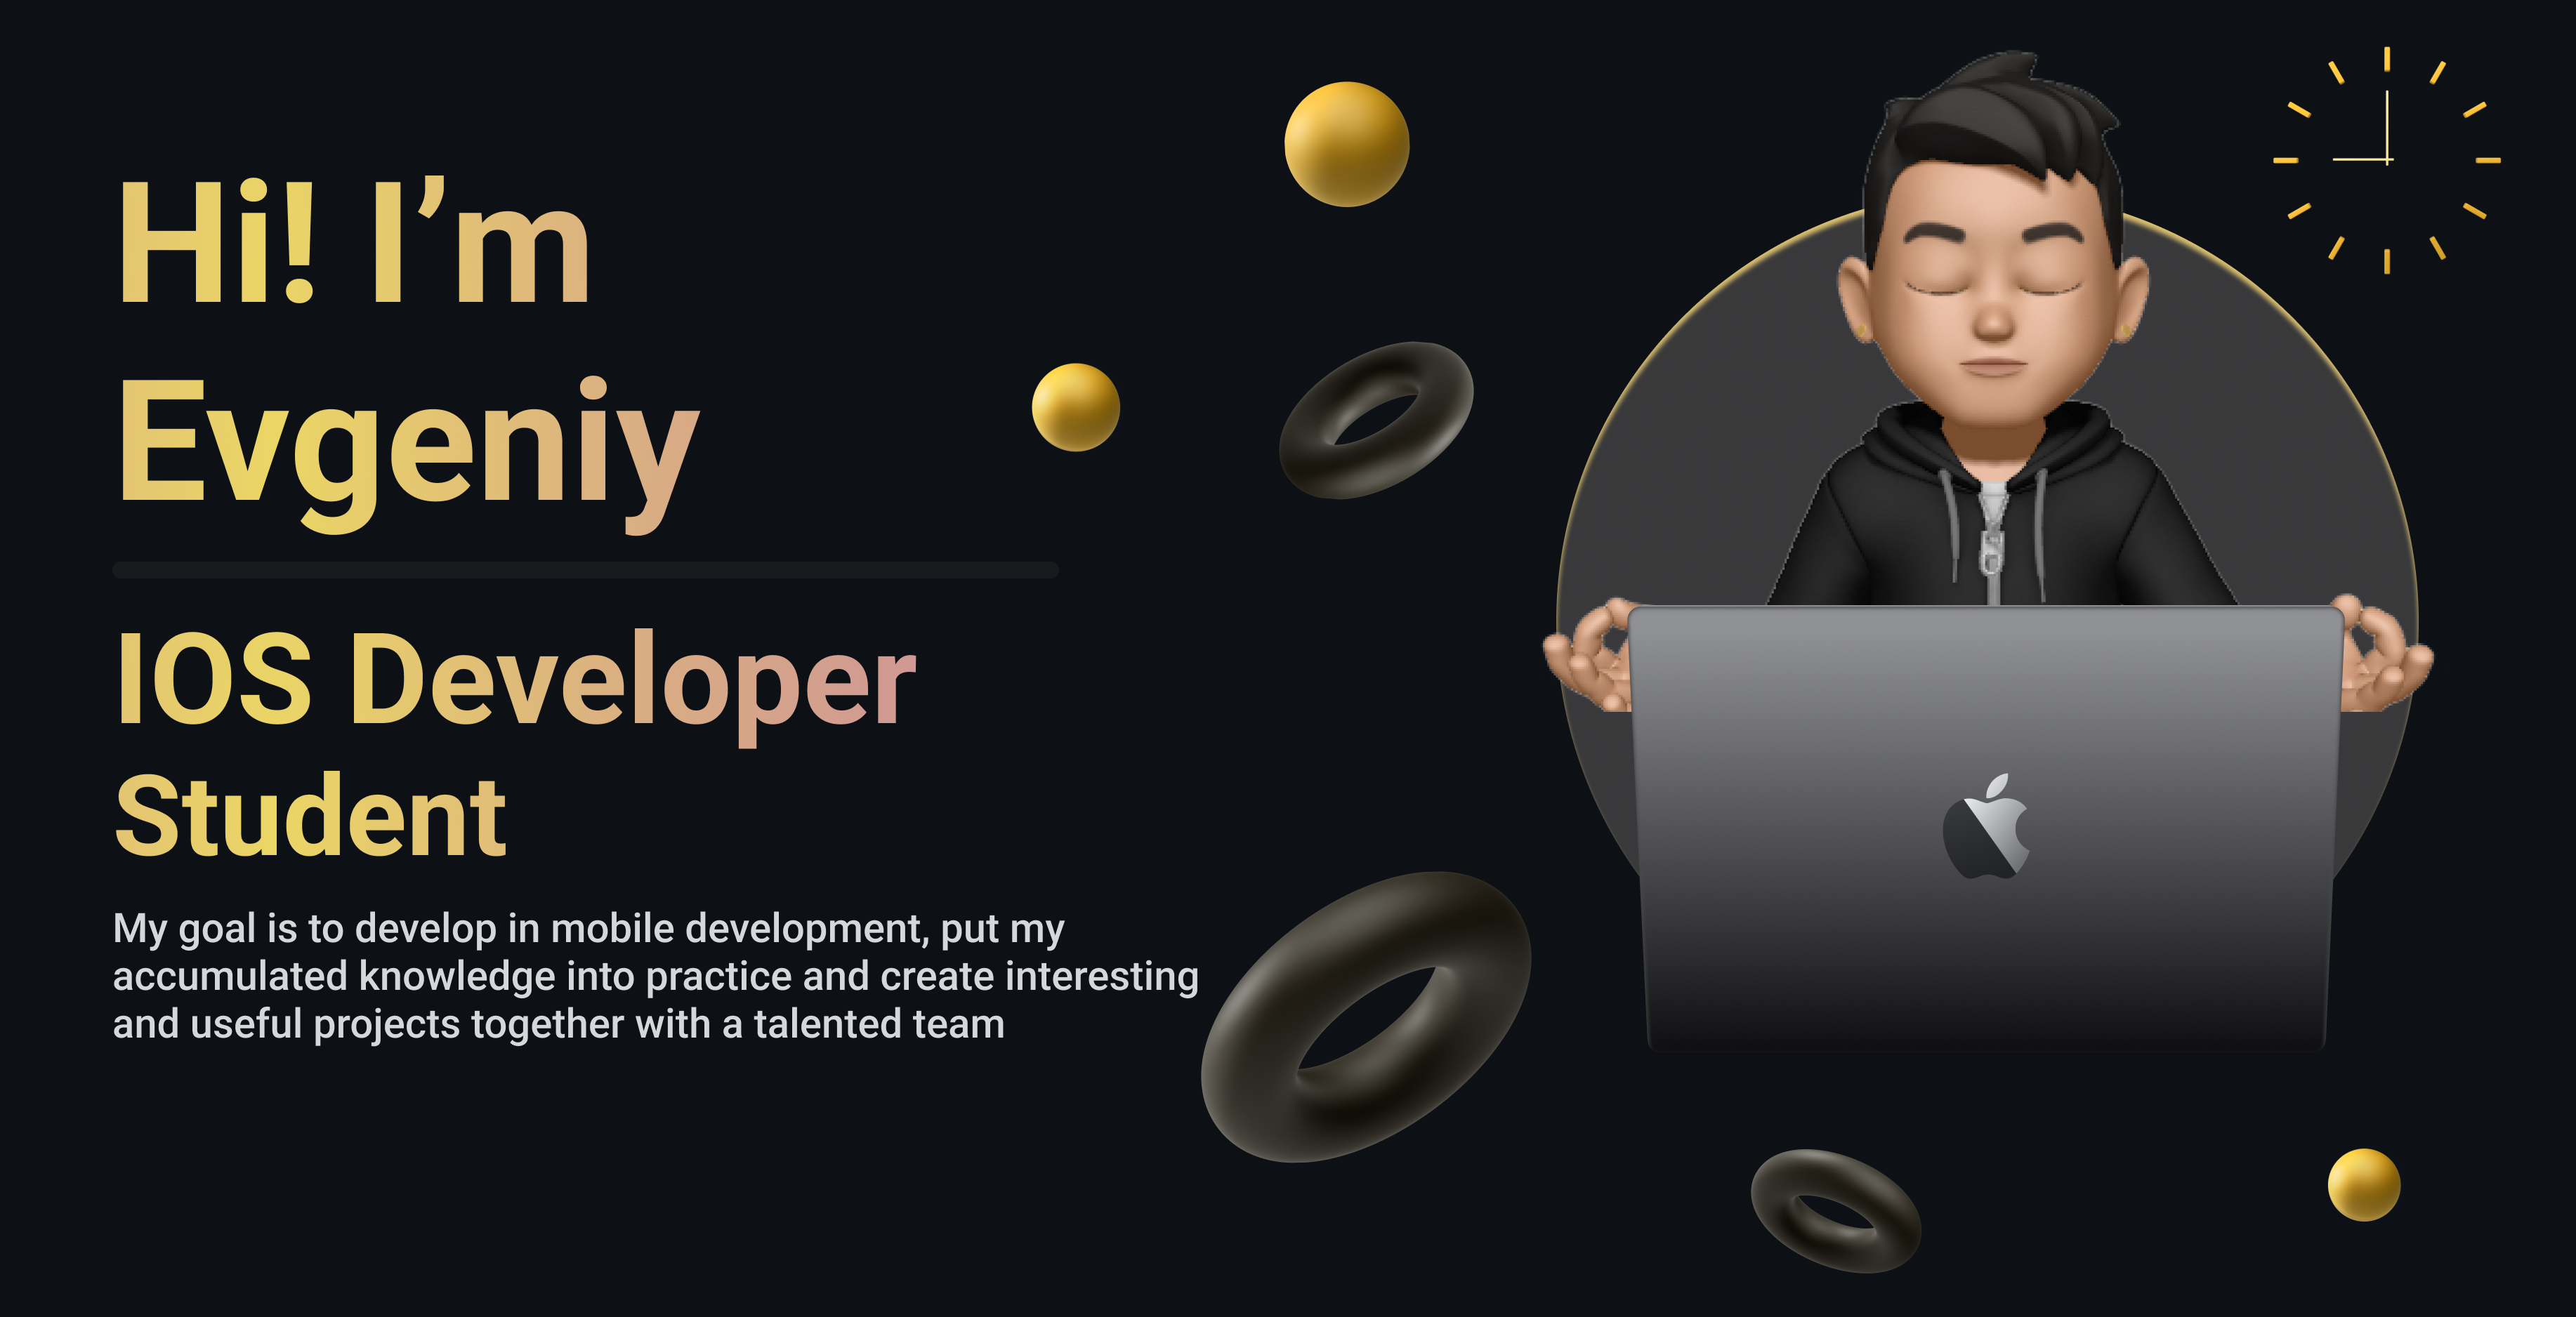 Hi! I’m
Evgeniy
IOS Developer
Student
My goal is to develop in mobile development, put my
accumulated knowledge into practice and create interesting
and useful projects together with a talented team